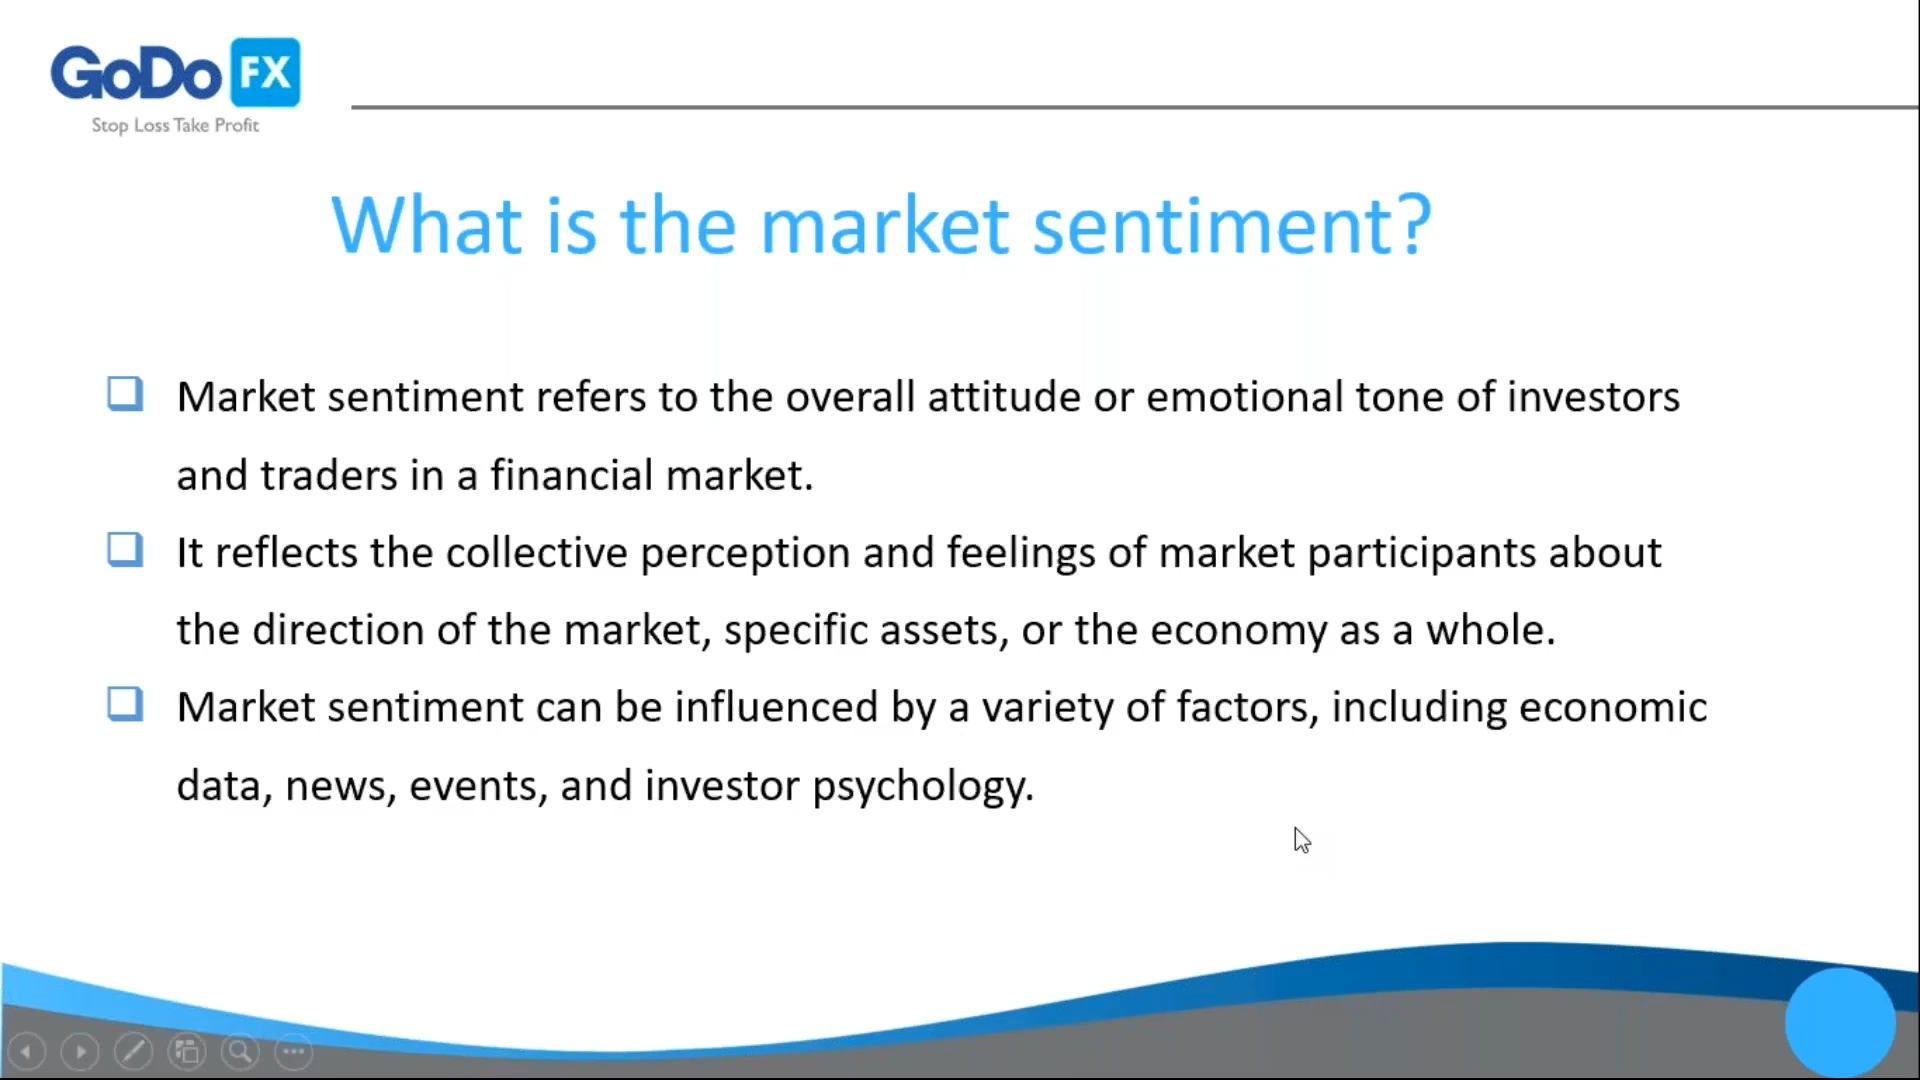 GoDo FX
Stop Loss Take Profit
What is the market sentiment?
Market sentiment refers to the overall attitude or emotional tone of investors
and traders in a financial market.
It reflects the collective perception and feelings of market participants about
the direction of the market, specific assets, or the economy as a whole.
Market sentiment can be influenced by a variety of factors, including economic
data, news, events, and investor psychology.